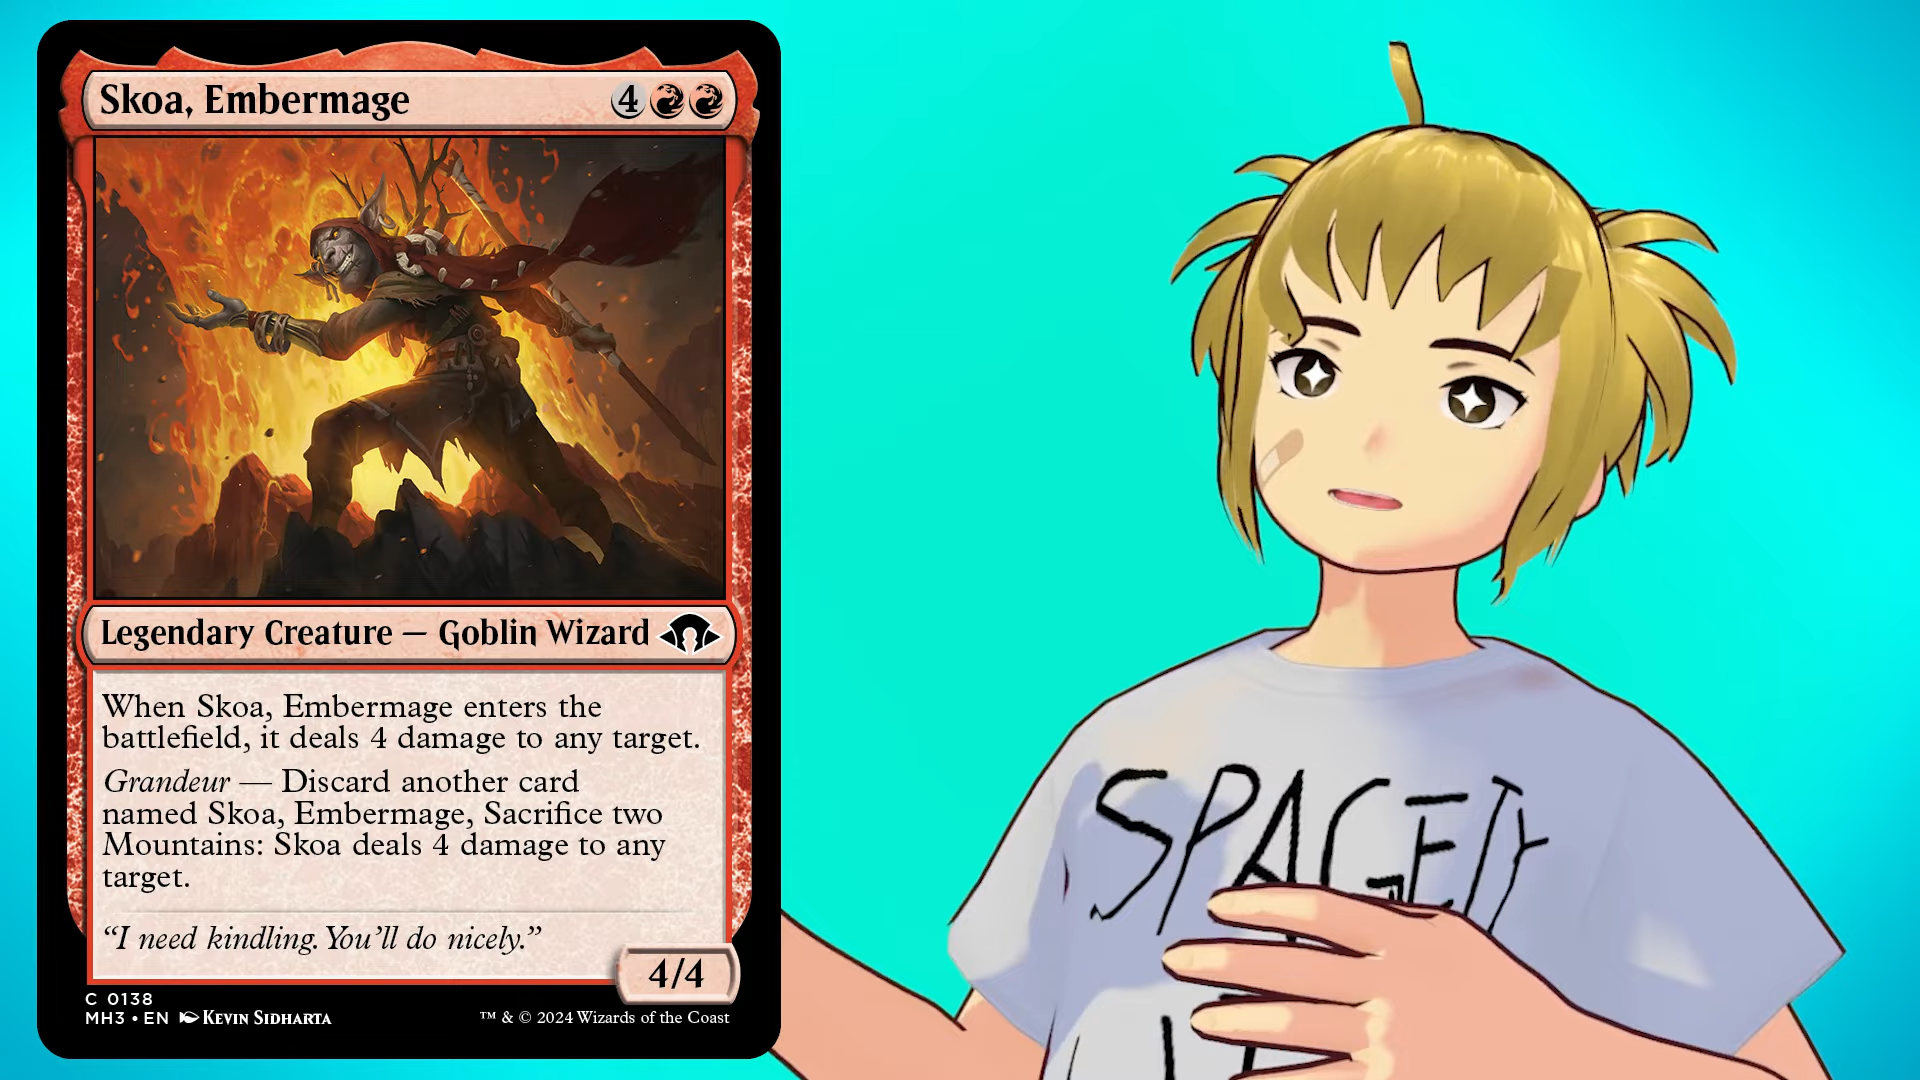 Skoa, Embermage 4
Legendary Creature — Goblin Wizard
When Skoa, Embermage enters the
battlefield, it deals 4 damage to any target.
Grandeur — Discard another card
named Skoa, Embermage, Sacrifice two
Mountains: Skoa deals 4 damage to any
target.
“I need kindling. You’ll do nicely.”
4/4
C 0138
MH3 • EN Kevin Sidharta
™ & © 2024 Wizards of the Coast